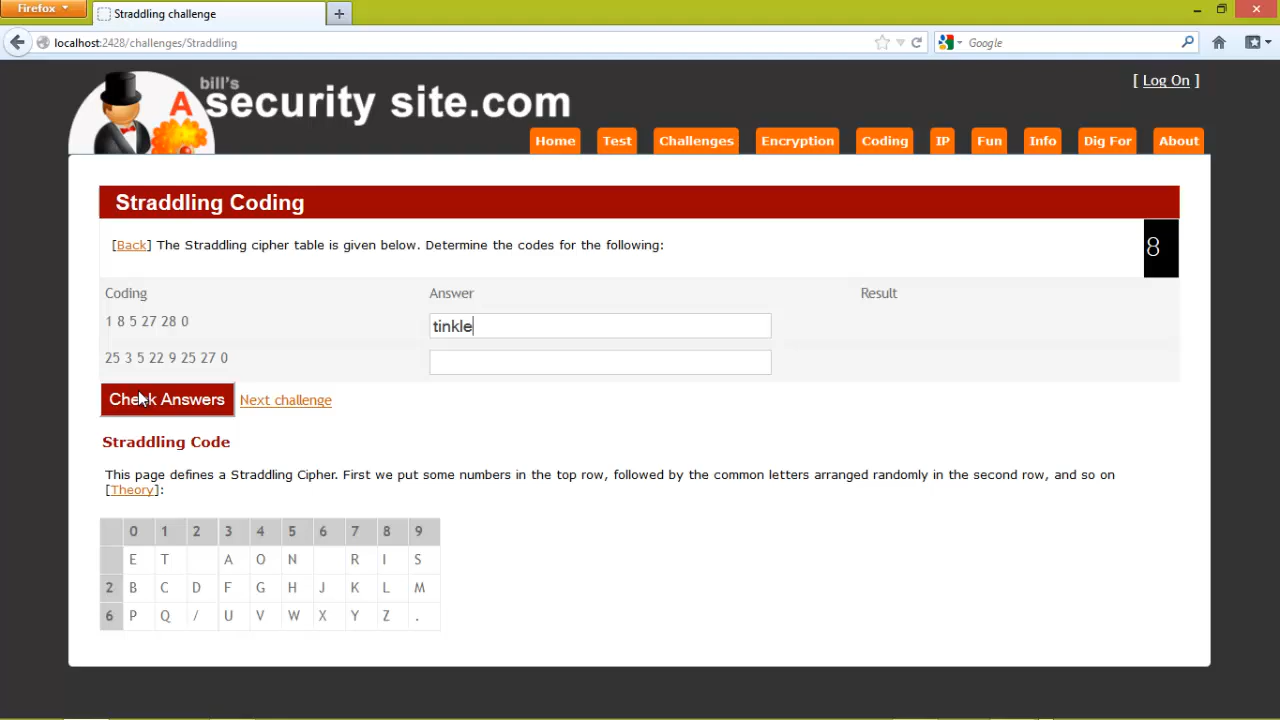 Firefox
Straddling challenge
localhost:2428/challenges/Straddling
Google
bill's
A security site.com
[ Log On ]
Home Test Challenges Encryption Coding IP Fun Info Dig For About
Straddling Coding
[Back] The Straddling cipher table is given below. Determine the codes for the following:
8
Coding Answer Result
1 8 5 27 28 0 tinkle
25 3 5 22 9 25 27 0
Check Answers Next challenge
Straddling Code
This page defines a Straddling Cipher. First we put some numbers in the top row, followed by the common letters arranged randomly in the second row, and so on
[Theory]:
0 1 2 3 4 5 6 7 8 9
E T A O N R I S
2 B C D F G H J K L M
6 P Q / U V W X Y Z .